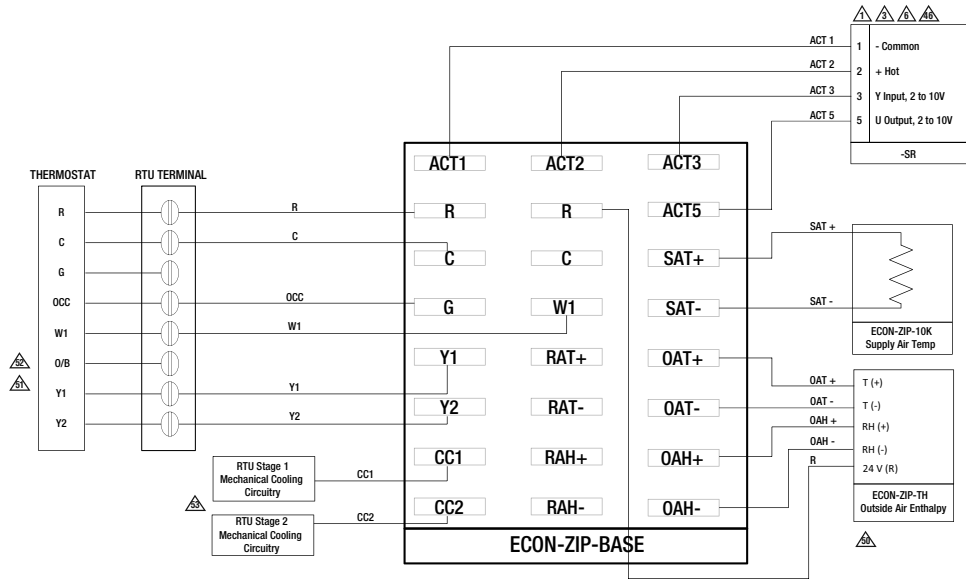 1 3 6 46
ACT 1 1 - Common
ACT 2 2 + Hot
ACT 3 3 Y Input, 2 to 10V
ACT 5 5 U Output, 2 to 10V
-SR
THERMOSTAT RTU TERMINAL
R R
C C
G
OCC OCC
W1 W1
52 O/B
51 Y1 Y1
Y2 Y2
RTU Stage 1
Mechanical Cooling
Circuitry
CC1
53
RTU Stage 2
Mechanical Cooling
Circuitry
CC2
ACT1 ACT2 ACT3
R R ACT5
C C SAT+
G W1 SAT-
Y1 RAT+ OAT+
Y2 RAT- OAT-
CC1 RAH+ OAH+
CC2 RAH- OAH-
ECON-ZIP-BASE
SAT +
SAT -
ECON-ZIP-10K
Supply Air Temp
OAT + T (+)
OAT - T (-)
OAH + RH (+)
OAH - RH (-)
R 24 V (R)
ECON-ZIP-TH
Outside Air Enthalpy
50